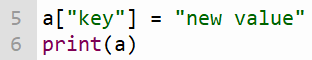 5 a["key"] = "new value"
6 print(a)